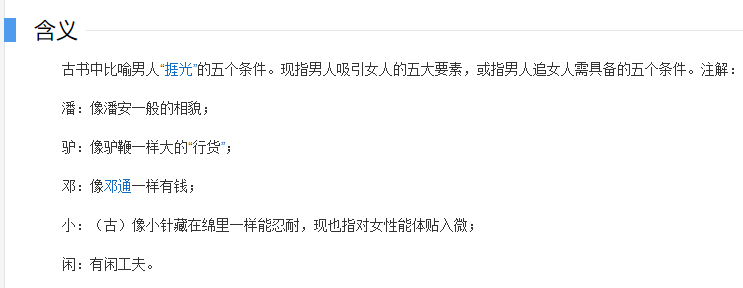 含义
古书中比喻男人“捱光”的五个条件。现指男人吸引女人的五大要素，或指男人追女人需具备的五个条件。注解：
潘：像潘安一般的相貌；
驴：像驴鞭一样大的“行货”；
邓：像邓通一样有钱；
小：（古）像小针藏在绵里一样能忍耐，现也指对女性能体贴入微；
闲：有闲工夫。